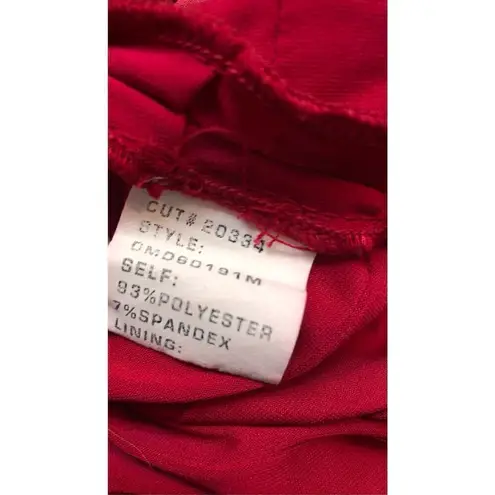 CUT# 20334
STYLE:
DMD60191M
SELF:
93%POLYESTER
7%SPANDEX
LINING: